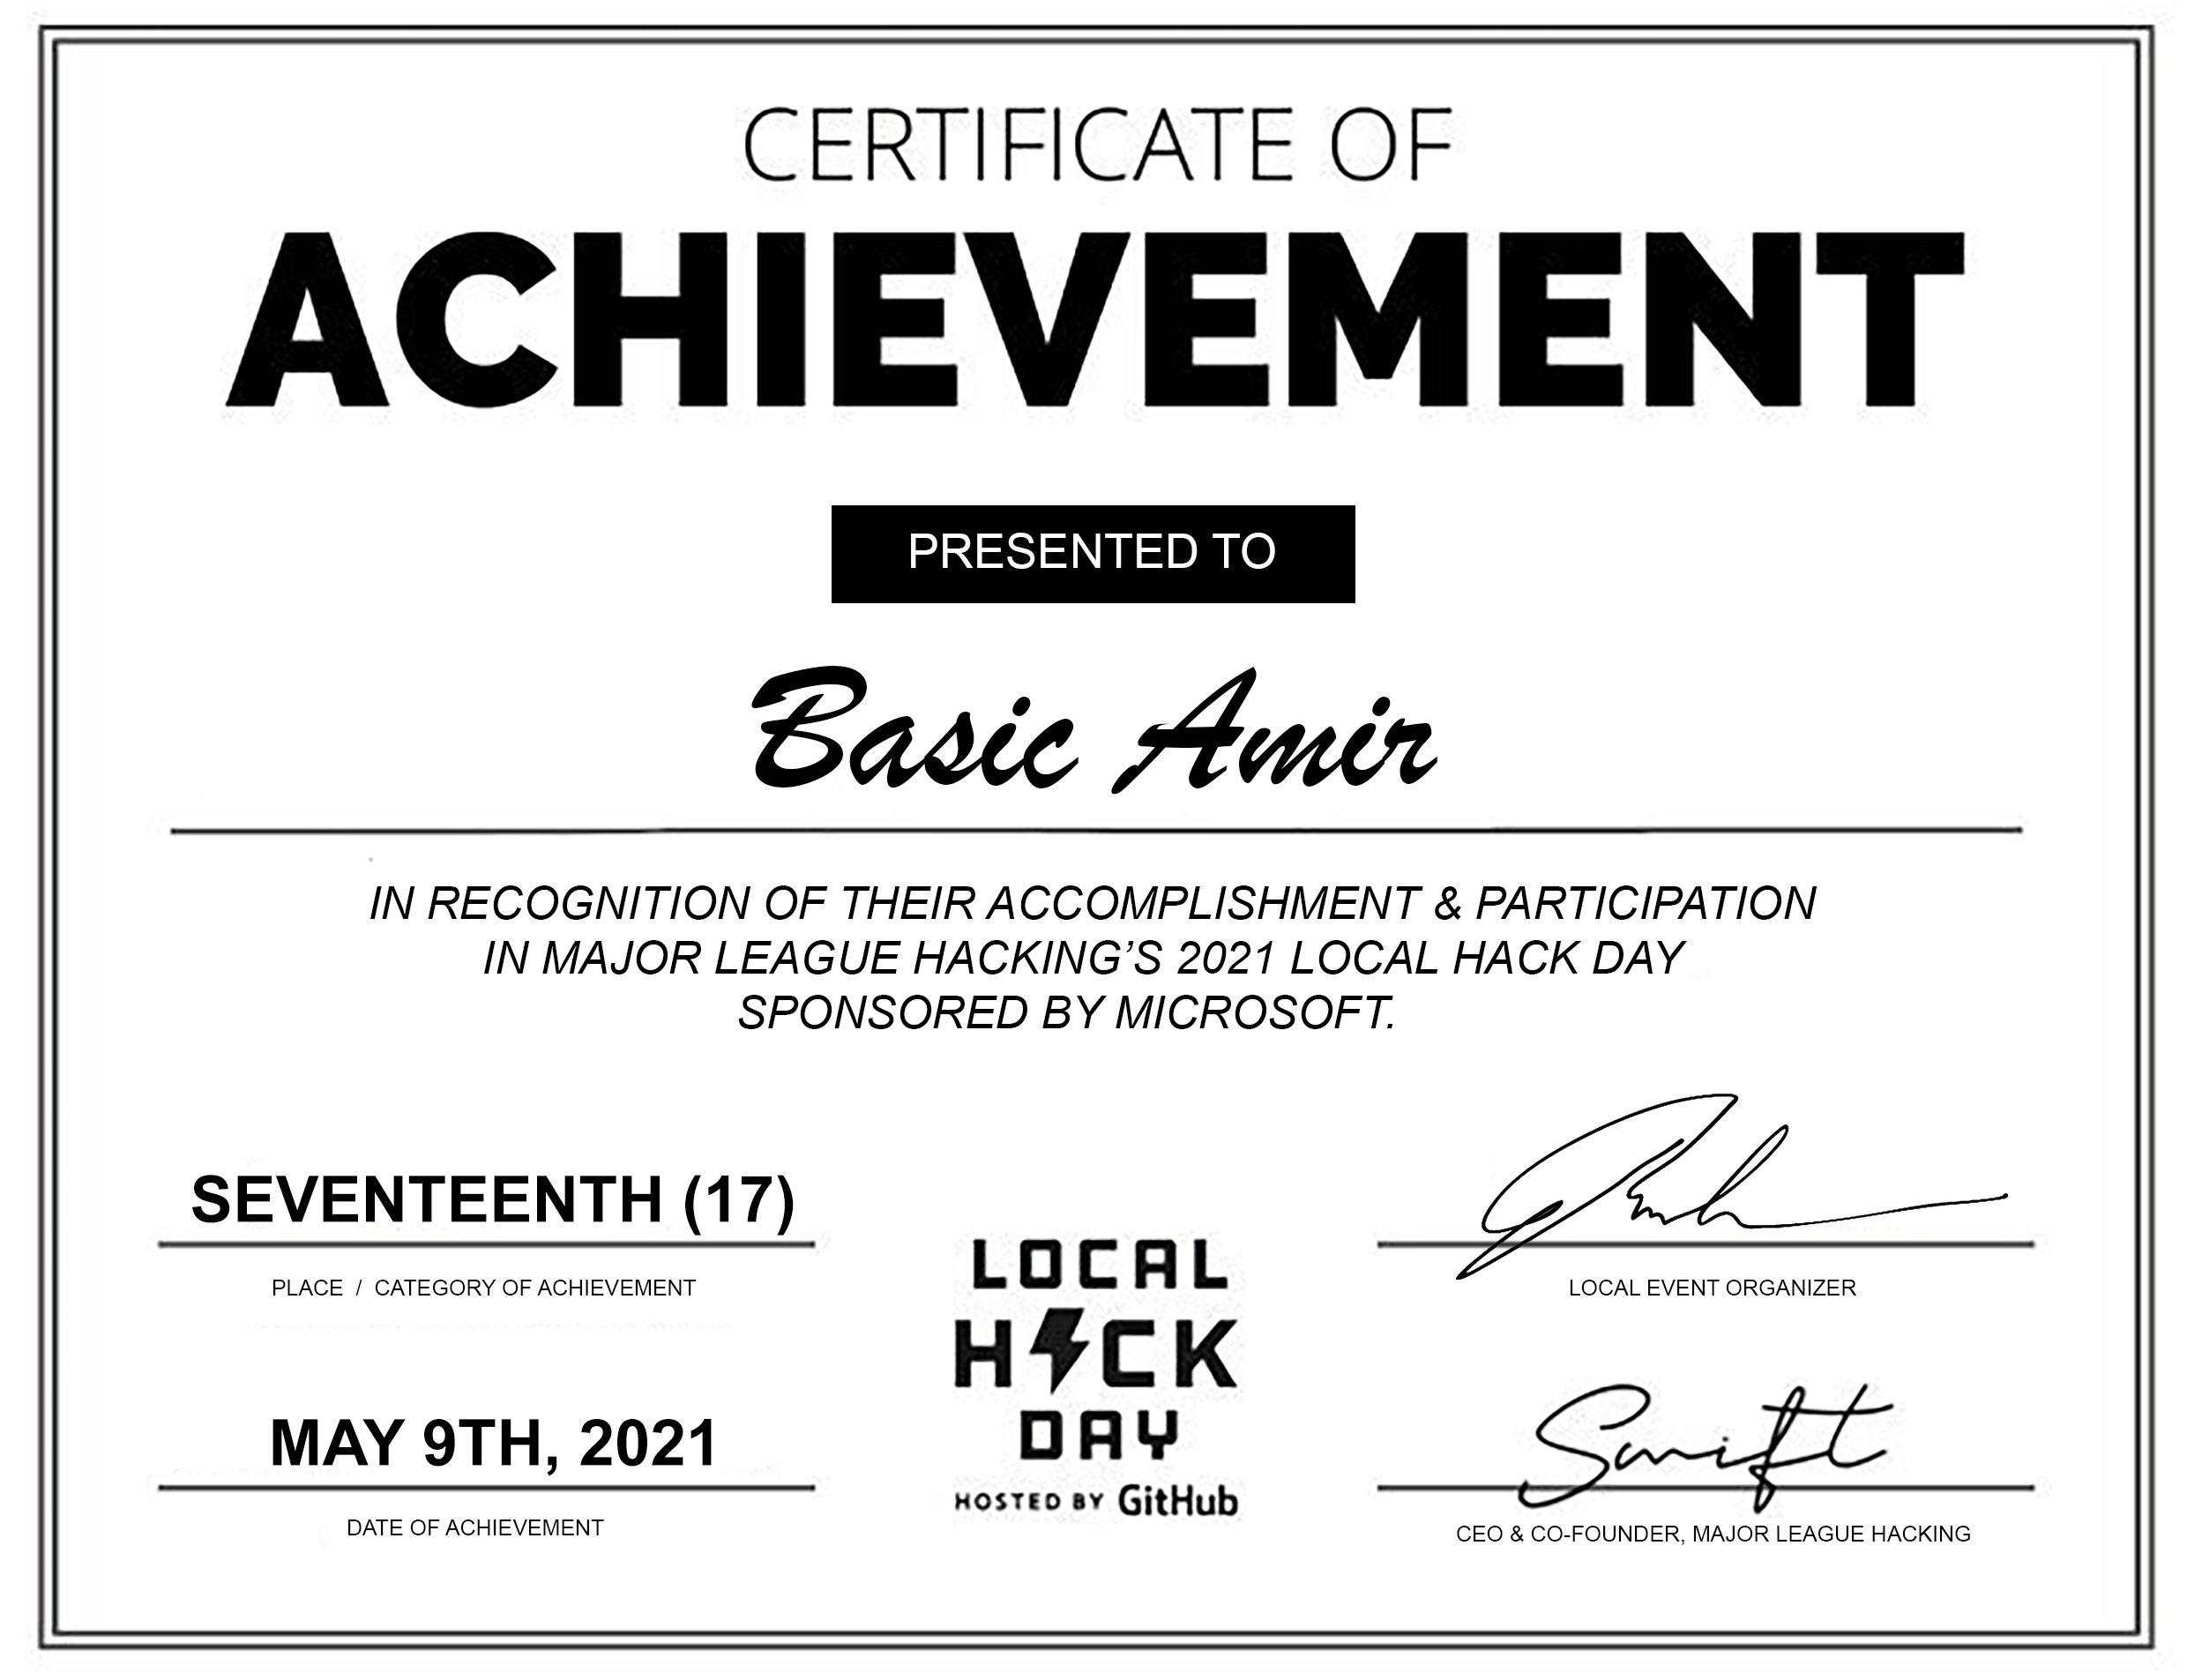 CERTIFICATE OF
ACHIEVEMENT
PRESENTED TO
Basic Amir
IN RECOGNITION OF THEIR ACCOMPLISHMENT & PARTICIPATION
IN MAJOR LEAGUE HACKING’S 2021 LOCAL HACK DAY
SPONSORED BY MICROSOFT.
SEVENTEENTH (17)
PLACE / CATEGORY OF ACHIEVEMENT
LOCAL EVENT ORGANIZER
LOCAL
H⚡CK
DAY
HOSTED BY GitHub
MAY 9TH, 2021
DATE OF ACHIEVEMENT
Swift
CEO & CO-FOUNDER, MAJOR LEAGUE HACKING